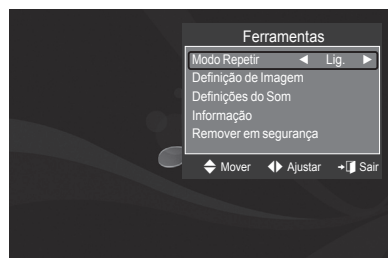 Ferramentas
Modo Repetir ◄ Lig. ►
Definição de Imagem
Definições do Som
Informação
Remover em segurança
Mover Ajustar Sair